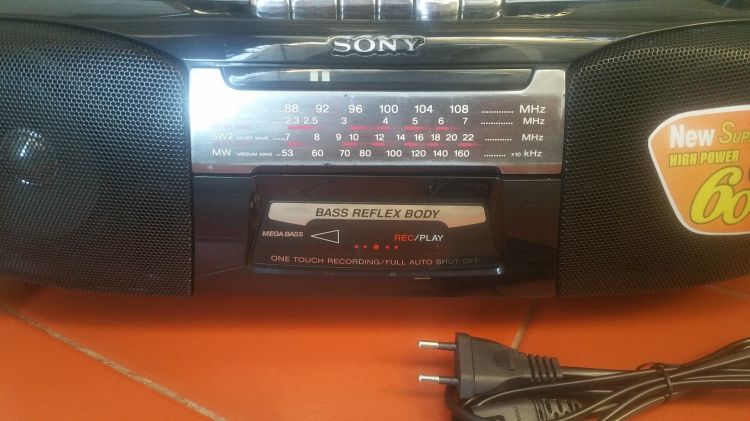 SONY
88 92 96 100 104 108 ............ MHz
2.3 2.5 3 4 5 6 7 ............ MHz
SW2 SHORT WAVE ..7 8 9 10 12 14 16 18 20 22 ............ MHz
MW MEDIUM WAVE ..53 60 70 80 100 120 140 160 ........ x10 kHz
BASS REFLEX BODY
MEGA BASS REC/PLAY
ONE TOUCH RECORDING/FULL AUTO SHUT OFF
New
HIGH POWER